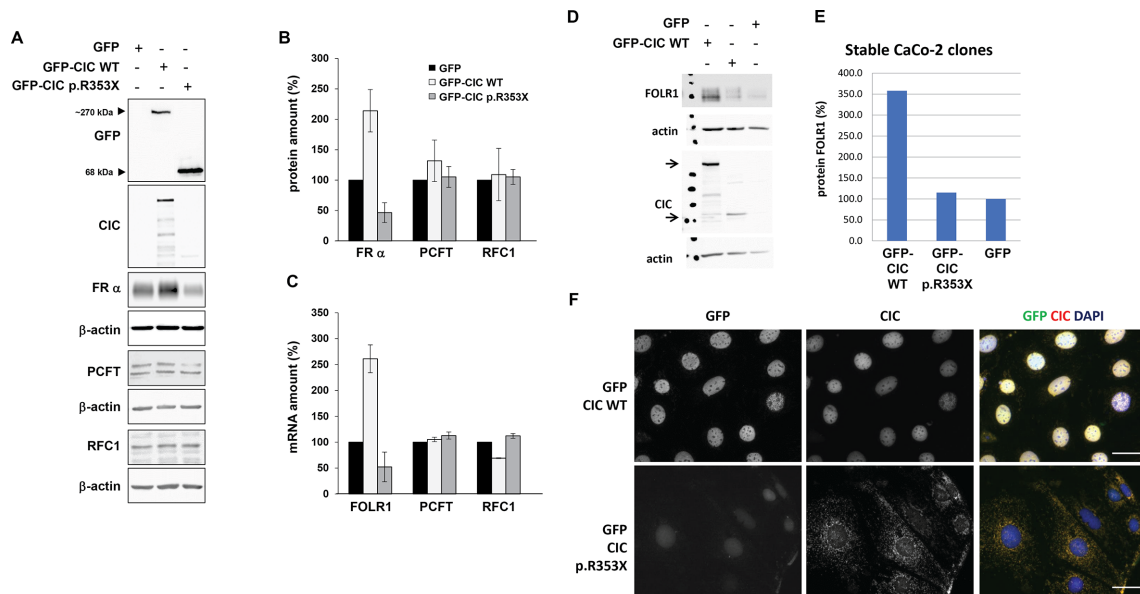 A
GFP + - -
GFP-CIC WT - + -
GFP-CIC p.R353X - - +
~270 kDa
GFP
68 kDa
CIC
FR α
β-actin
PCFT
β-actin
RFC1
β-actin
B
protein amount (%)
300
250
200
150
100
50
0
GFP
GFP-CIC WT
GFP-CIC p.R353X
FR α PCFT RFC1
C
mRNA amount (%)
300
250
200
150
100
50
0
FOLR1 PCFT RFC1
D
GFP - - +
GFP-CIC WT + - -
- + -
FOLR1
actin
CIC
actin
E
Stable CaCo-2 clones
protein FOLR1 (%)
400.0
350.0
300.0
250.0
200.0
150.0
100.0
50.0
0.0
GFP-
CIC
WT
GFP-
CIC
p.R353X
GFP
F
GFP CIC GFP CIC DAPI
GFP
CIC WT
GFP
CIC
p.R353X